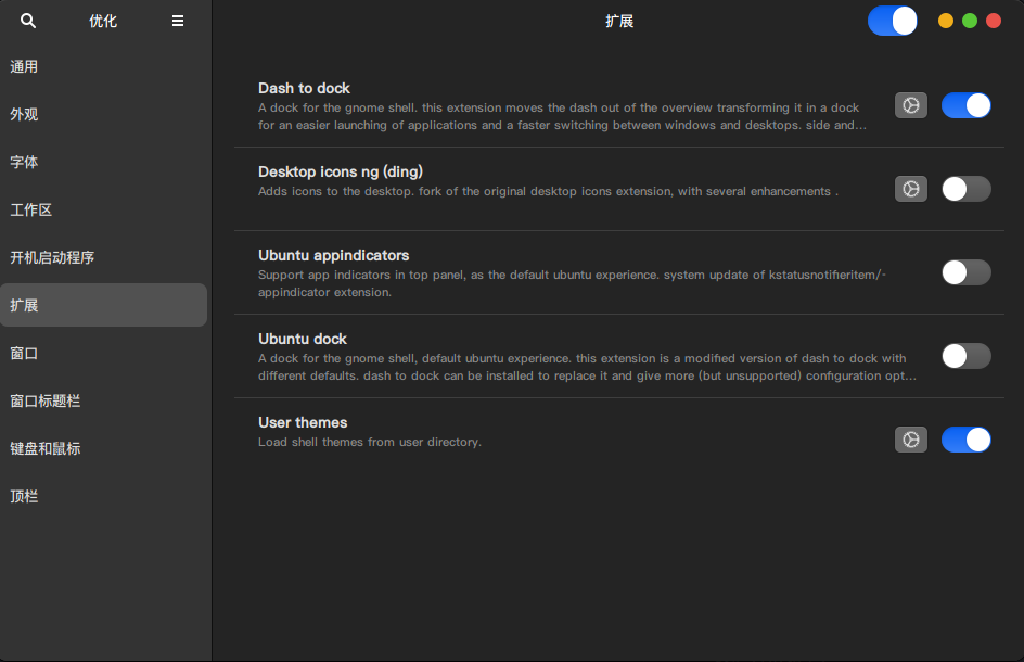 优化
扩展
通用
外观
字体
工作区
开机启动程序
扩展
窗口
窗口标题栏
键盘和鼠标
顶栏
Dash to dock
A dock for the gnome shell. this extension moves the dash out of the overview transforming it in a dock
for an easier launching of applications and a faster switching between windows and desktops. side and...
Desktop icons ng (ding)
Adds icons to the desktop. fork of the original desktop icons extension, with several enhancements .
Ubuntu appindicators
Support app indicators in top panel, as the default ubuntu experience. system update of kstatusnotifieritem/-
appindicator extension.
Ubuntu dock
A dock for the gnome shell, default ubuntu experience. this extension is a modified version of dash to dock with
different defaults. dash to dock can be installed to replace it and give more (but unsupported) configuration opt...
User themes
Load shell themes from user directory.